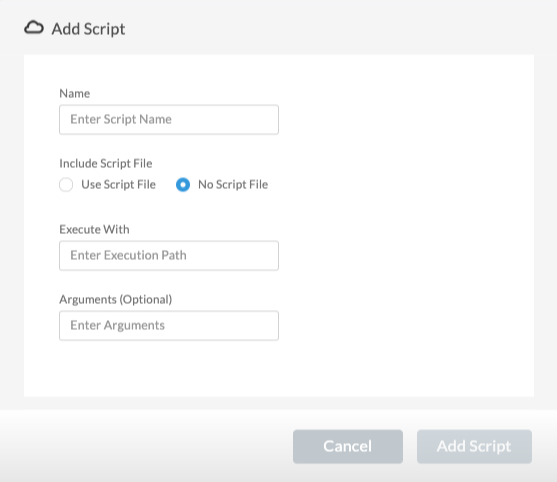 Add Script
Name
Enter Script Name
Include Script File
Use Script File No Script File
Execute With
Enter Execution Path
Arguments (Optional)
Enter Arguments
Cancel Add Script